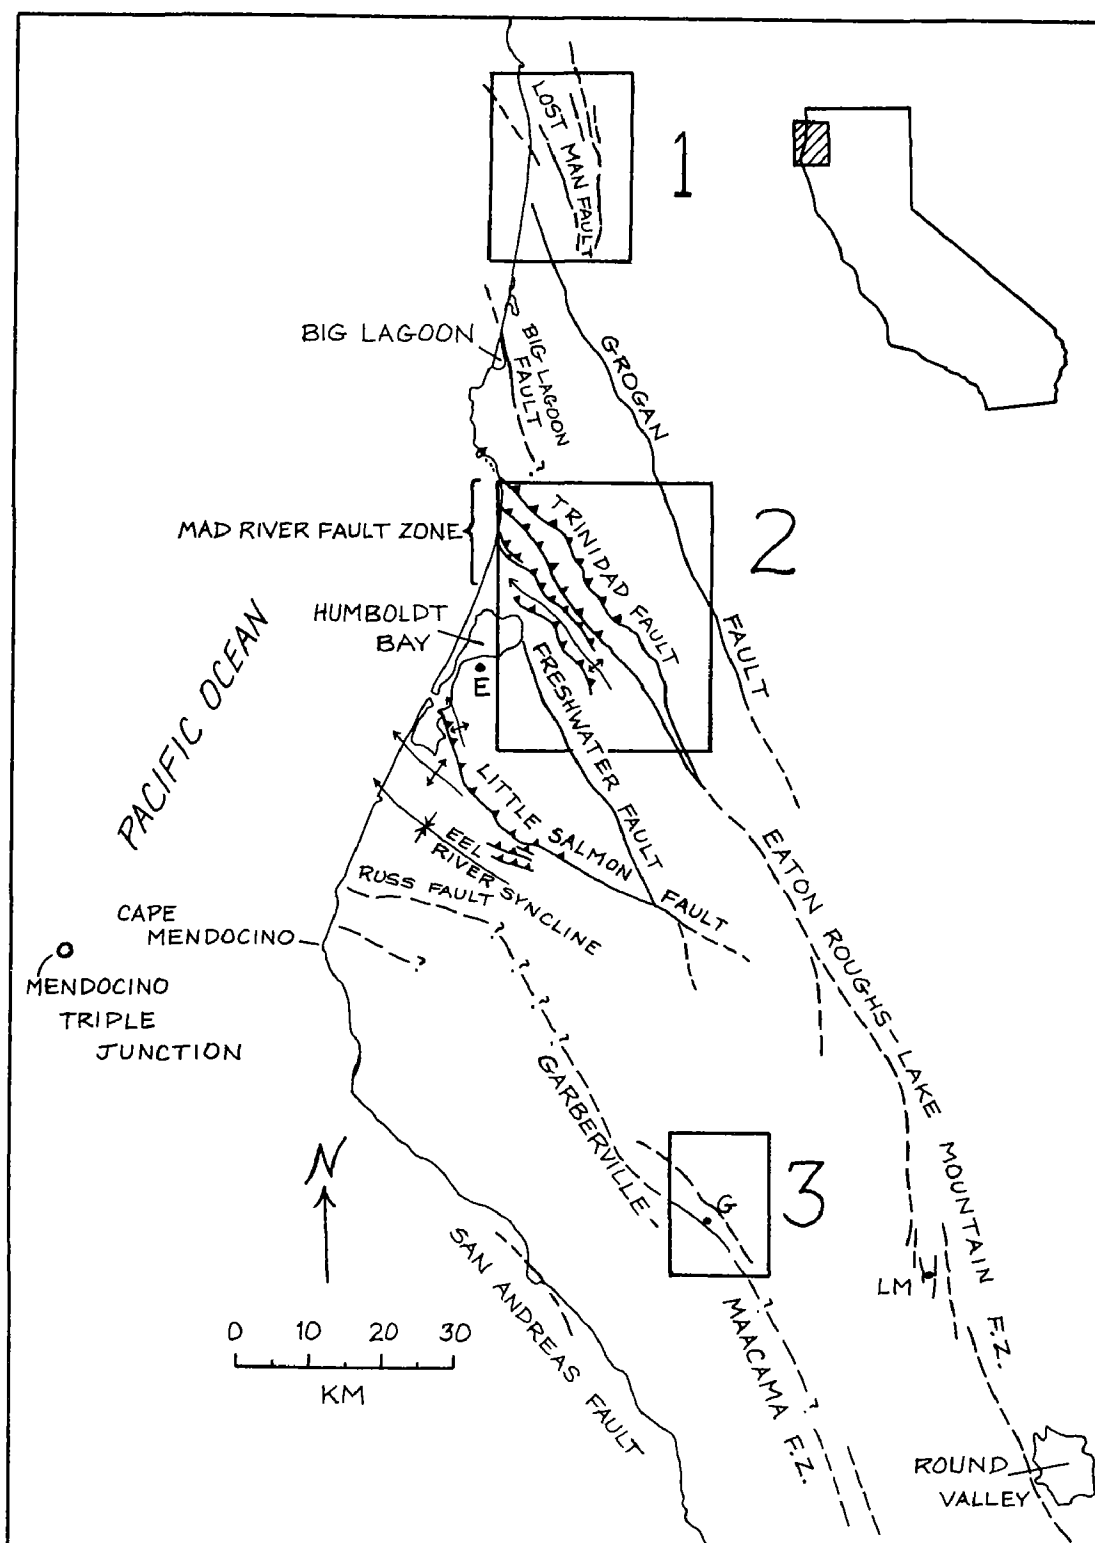 LOST MAN FAULT
1
BIG LAGOON
BIG LAGOON
FAULT
?
GROGAN
FAULT
MAD RIVER FAULT ZONE
TRINIDAD FAULT
2
HUMBOLDT
BAY
E
FRESHWATER FAULT
PACIFIC OCEAN
LITTLE SALMON
FAULT
EEL
RIVER SYNCLINE
RUSS FAULT
CAPE
MENDOCINO
?
?
?
?
?
?
MENDOCINO
TRIPLE
JUNCTION
EATON ROUGHS-LAKE MOUNTAIN F.Z.
GARBERVILLE-
MAACAMA F.Z.
3
G
?
?
N
SAN ANDREAS FAULT
LM
0 10 20 30
KM
ROUND
VALLEY